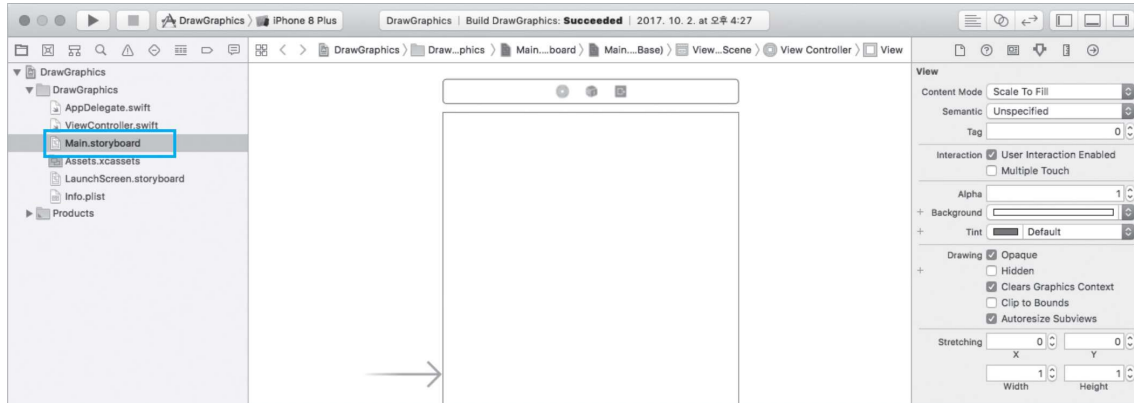 DrawGraphics 〉 iPhone 8 Plus
DrawGraphics | Build DrawGraphics: Succeeded | 2017. 10. 2. at 오후 4:27
DrawGraphics 〉 Draw...phics 〉 Main....board 〉 Main....Base) 〉 View...Scene 〉 View Controller 〉 View
DrawGraphics
DrawGraphics
AppDelegate.swift
ViewController.swift
Main.storyboard
Assets.xcassets
LaunchScreen.storyboard
Info.plist
Products
View
Content Mode Scale To Fill
Semantic Unspecified
Tag 0
Interaction User Interaction Enabled
Multiple Touch
Alpha 1
+ Background
+ Tint Default
Drawing Opaque
+ Hidden
Clears Graphics Context
Clip to Bounds
Autoresize Subviews
Stretching 0 0
X Y
1 1
Width Height